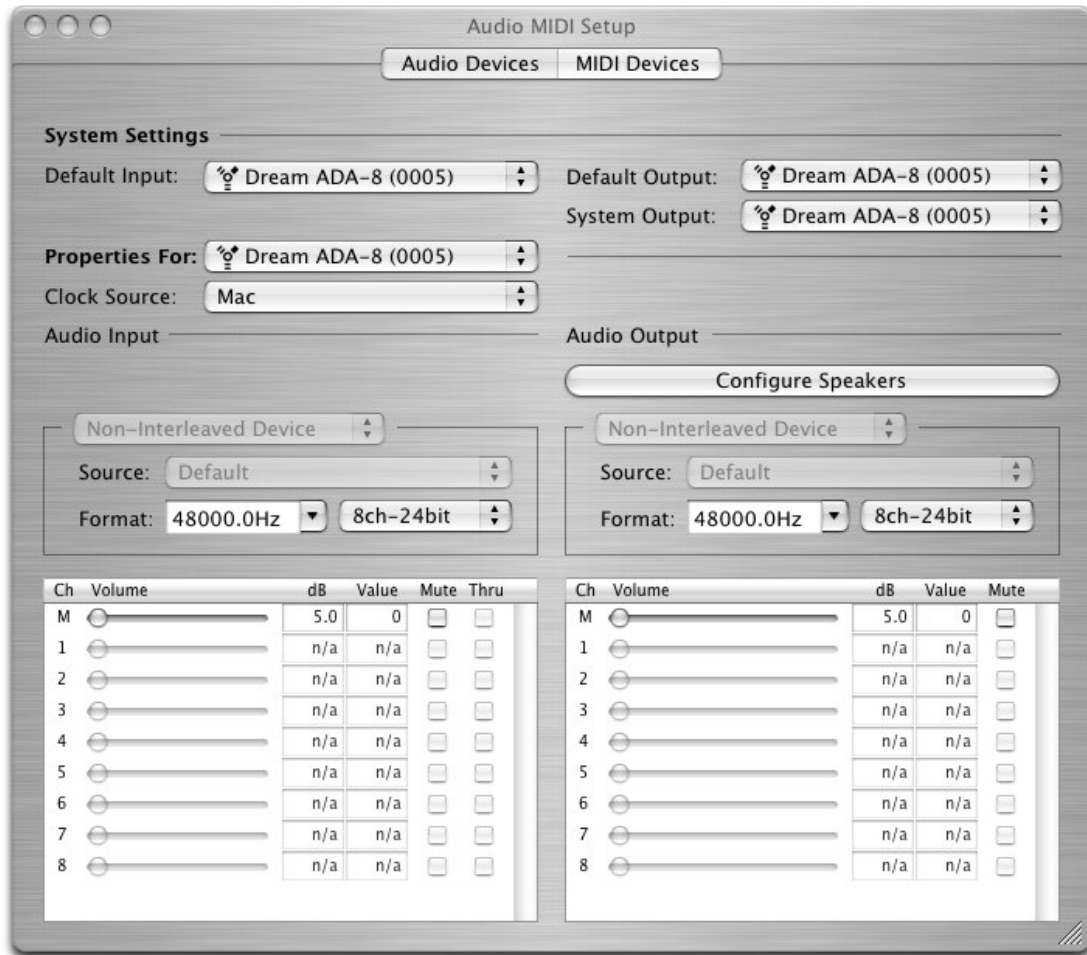 Audio MIDI Setup
Audio Devices MIDI Devices
System Settings
Default Input: Dream ADA-8 (0005)
Default Output: Dream ADA-8 (0005)
System Output: Dream ADA-8 (0005)
Properties For: Dream ADA-8 (0005)
Clock Source: Mac
Audio Input
Audio Output
Configure Speakers
Non-Interleaved Device
Source: Default
Format: 48000.0Hz 8ch-24bit
Non-Interleaved Device
Source: Default
Format: 48000.0Hz 8ch-24bit
Ch Volume dB Value Mute Thru
M 5.0 0
1 n/a n/a
2 n/a n/a
3 n/a n/a
4 n/a n/a
5 n/a n/a
6 n/a n/a
7 n/a n/a
8 n/a n/a
Ch Volume dB Value Mute
M 5.0 0
1 n/a n/a
2 n/a n/a
3 n/a n/a
4 n/a n/a
5 n/a n/a
6 n/a n/a
7 n/a n/a
8 n/a n/a